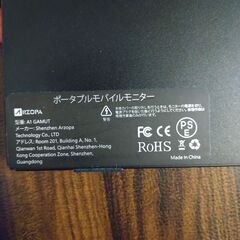 ポータブルモバイルモニター
ARZOPA
品名: A1 GAMUT
メーカー: Shenzhen Arzopa
Technology Co., LTD
アドレス: Room 201, Building A, No. 1,
Qianwan 1st Road, Qianhai Shenzhen-Hong
Kong Cooperation Zone, Shenzhen,
Guangdong
CE
FC
PSE
RoHS
Made In China